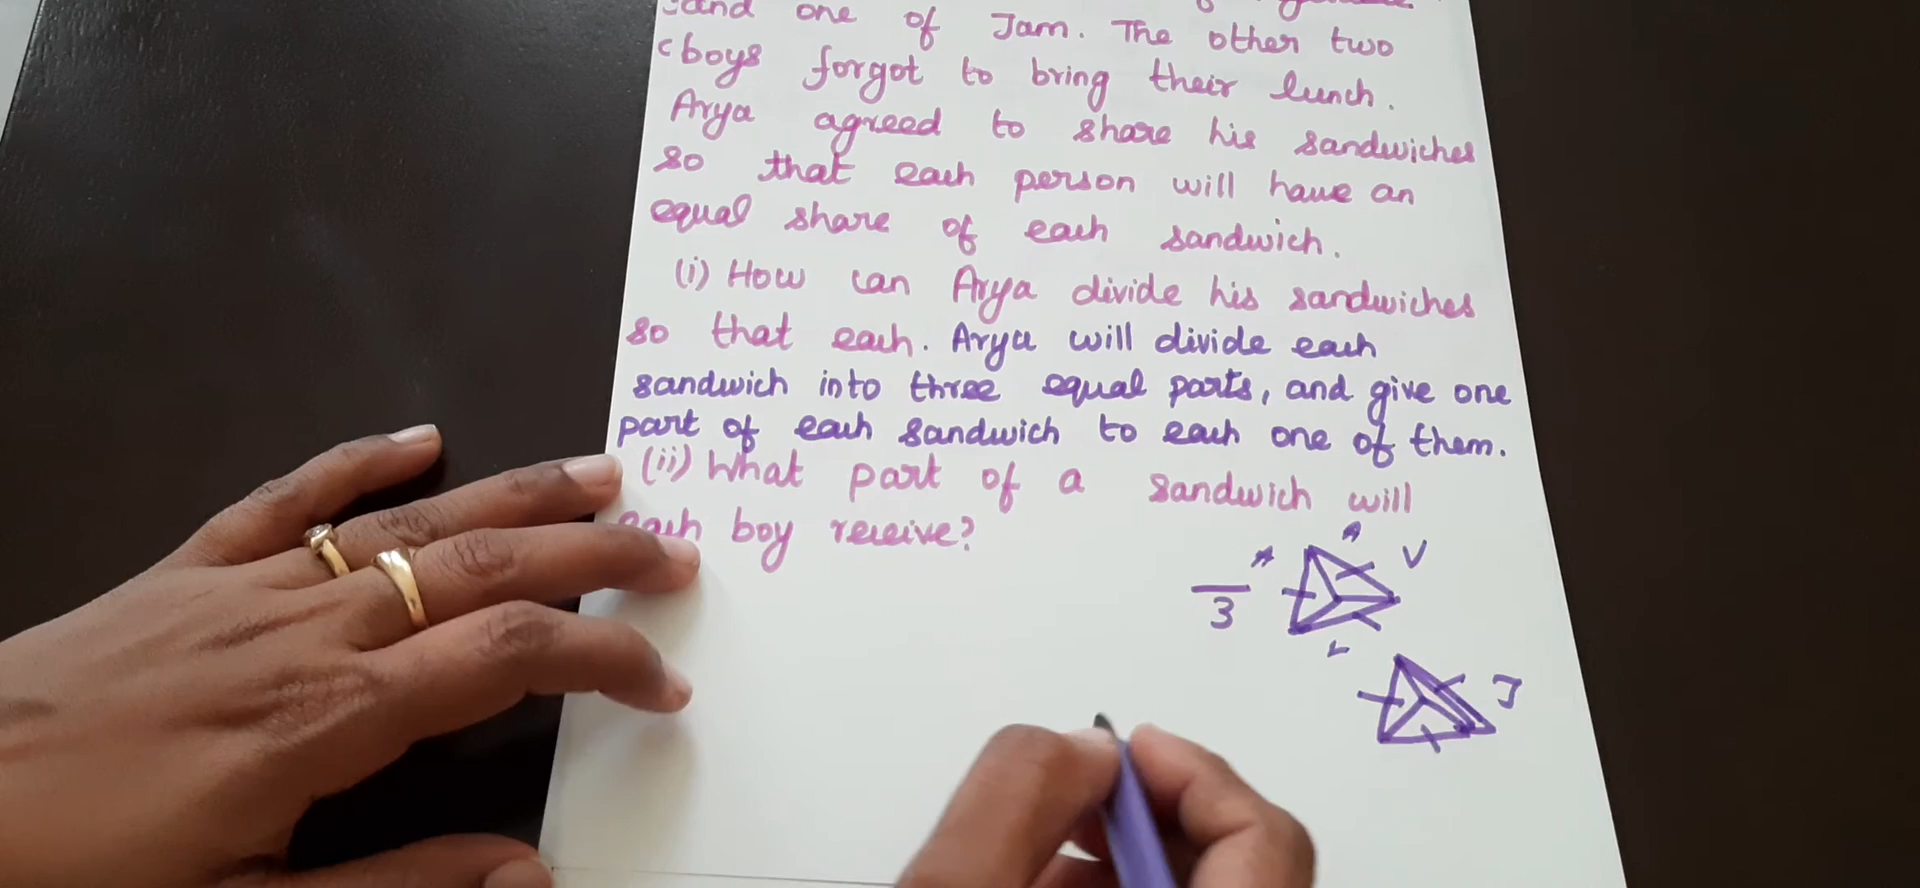 and one of Jam. The other two
boys forgot to bring their lunch.
Arya agreed to share his sandwiches
so that each person will have an
equal share of each sandwich.
(i) How can Arya divide his sandwiches
so that each. Arya will divide each
sandwich into three equal parts, and give one
part of each sandwich to each one of them.
(ii) What part of a sandwich will
each boy receive?
A
A
V
3
L
J